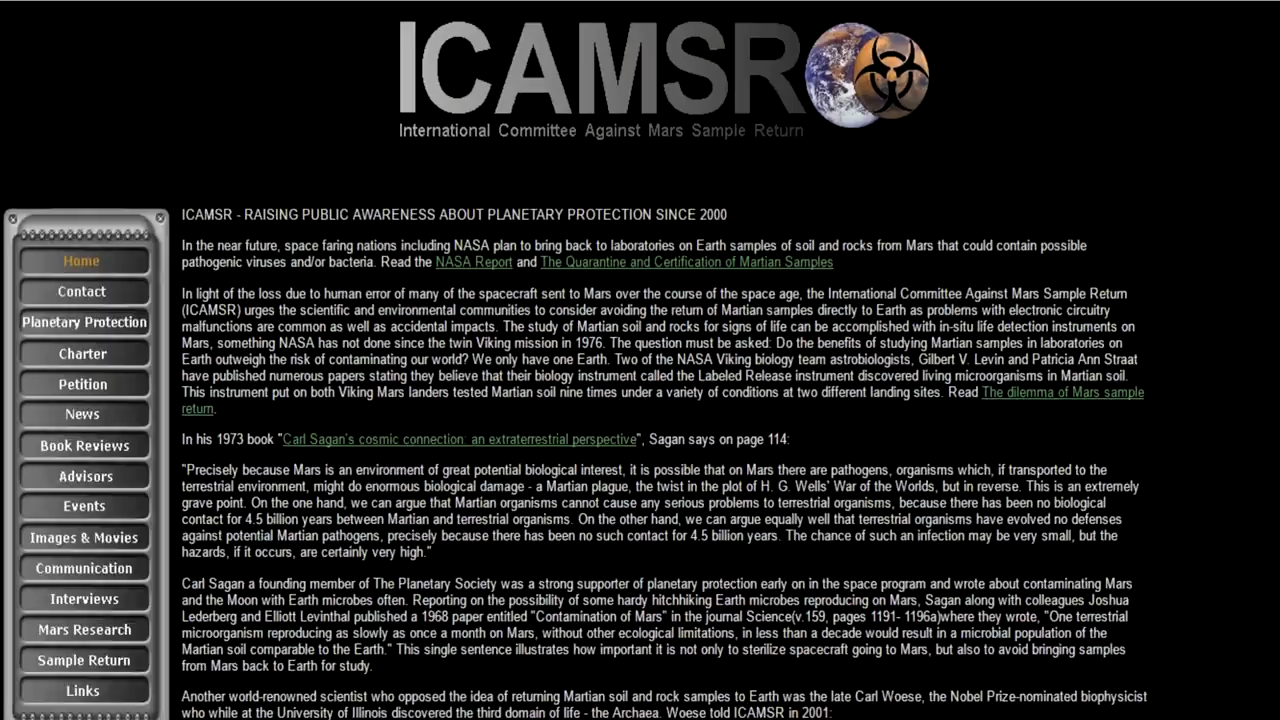 ICAMSR
International Committee Against Mars Sample Return
Home
Contact
Planetary Protection
Charter
Petition
News
Book Reviews
Advisors
Events
Images & Movies
Communication
Interviews
Mars Research
Sample Return
Links
ICAMSR - RAISING PUBLIC AWARENESS ABOUT PLANETARY PROTECTION SINCE 2000
In the near future, space faring nations including NASA plan to bring back to laboratories on Earth samples of soil and rocks from Mars that could contain possible
pathogenic viruses and/or bacteria. Read the NASA Report and The Quarantine and Certification of Martian Samples
In light of the loss due to human error of many of the spacecraft sent to Mars over the course of the space age, the International Committee Against Mars Sample Return
(ICAMSR) urges the scientific and environmental communities to consider avoiding the return of Martian samples directly to Earth as problems with electronic circuitry
malfunctions are common as well as accidental impacts. The study of Martian soil and rocks for signs of life can be accomplished with in-situ life detection instruments on
Mars, something NASA has not done since the twin Viking mission in 1976. The question must be asked: Do the benefits of studying Martian samples in laboratories on
Earth outweigh the risk of contaminating our world? We only have one Earth. Two of the NASA Viking biology team astrobiologists, Gilbert V. Levin and Patricia Ann Straat
have published numerous papers stating they believe that their biology instrument called the Labeled Release instrument discovered living microorganisms in Martian soil.
This instrument put on both Viking Mars landers tested Martian soil nine times under a variety of conditions at two different landing sites. Read The dilemma of Mars sample
return.
In his 1973 book "Carl Sagan's cosmic connection: an extraterrestrial perspective", Sagan says on page 114:
"Precisely because Mars is an environment of great potential biological interest, it is possible that on Mars there are pathogens, organisms which, if transported to the
terrestrial environment, might do enormous biological damage - a Martian plague, the twist in the plot of H. G. Wells' War of the Worlds, but in reverse. This is an extremely
grave point. On the one hand, we can argue that Martian organisms cannot cause any serious problems to terrestrial organisms, because there has been no biological
contact for 4.5 billion years between Martian and terrestrial organisms. On the other hand, we can argue equally well that terrestrial organisms have evolved no defenses
against potential Martian pathogens, precisely because there has been no such contact for 4.5 billion years. The chance of such an infection may be very small, but the
hazards, if it occurs, are certainly very high."
Carl Sagan a founding member of The Planetary Society was a strong supporter of planetary protection early on in the space program and wrote about contaminating Mars
and the Moon with Earth microbes often. Reporting on the possibility of some hardy hitchhiking Earth microbes reproducing on Mars, Sagan along with colleagues Joshua
Lederberg and Elliott Levinthal published a 1968 paper entitled "Contamination of Mars" in the journal Science(v.159, pages 1191- 1196a)where they wrote, "One terrestrial
microorganism reproducing as slowly as once a month on Mars, without other ecological limitations, in less than a decade would result in a microbial population of the
Martian soil comparable to the Earth." This single sentence illustrates how important it is not only to sterilize spacecraft going to Mars, but also to avoid bringing samples
from Mars back to Earth for study.
Another world-renowned scientist who opposed the idea of returning Martian soil and rock samples to Earth was the late Carl Woese, the Nobel Prize-nominated biophysicist
who while at the University of Illinois discovered the third domain of life - the Archaea. Woese told ICAMSR in 2001: